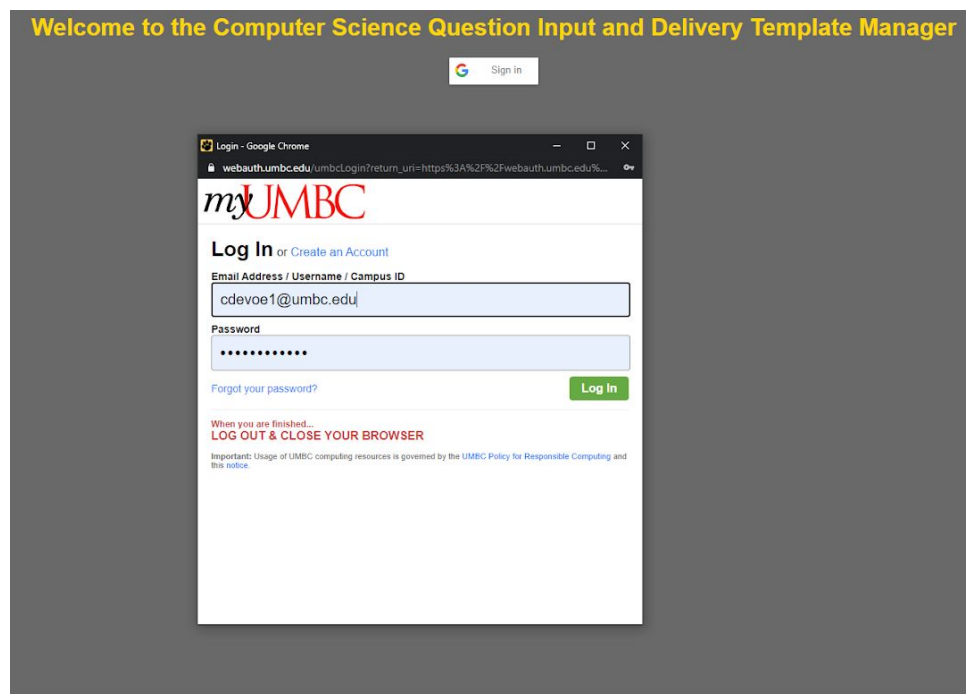 Welcome to the Computer Science Question Input and Delivery Template Manager
Sign in
Login - Google Chrome
webauth.umbc.edu/umbcLogin?return_uri=https%3A%2F%2Fwebauth.umbc.edu%...
myUMBC
Log In or Create an Account
Email Address / Username / Campus ID
cdevoe1@umbc.edu
Password
••••••••••••
Forgot your password?
Log In
When you are finished...
LOG OUT & CLOSE YOUR BROWSER
Important: Usage of UMBC computing resources is governed by the UMBC Policy for Responsible Computing and
this notice.